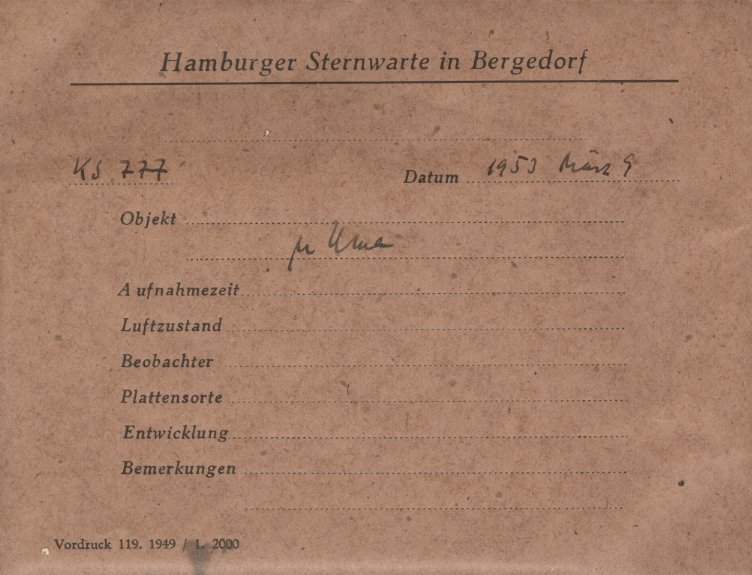 Hamburger Sternwarte in Bergedorf
KS 777 Datum 1953 März 9
Objekt
μ Uma
Aufnahmezeit
Luftzustand
Beobachter
Plattensorte
Entwicklung
Bemerkungen
Vordruck 119. 1949 / 1. 2000